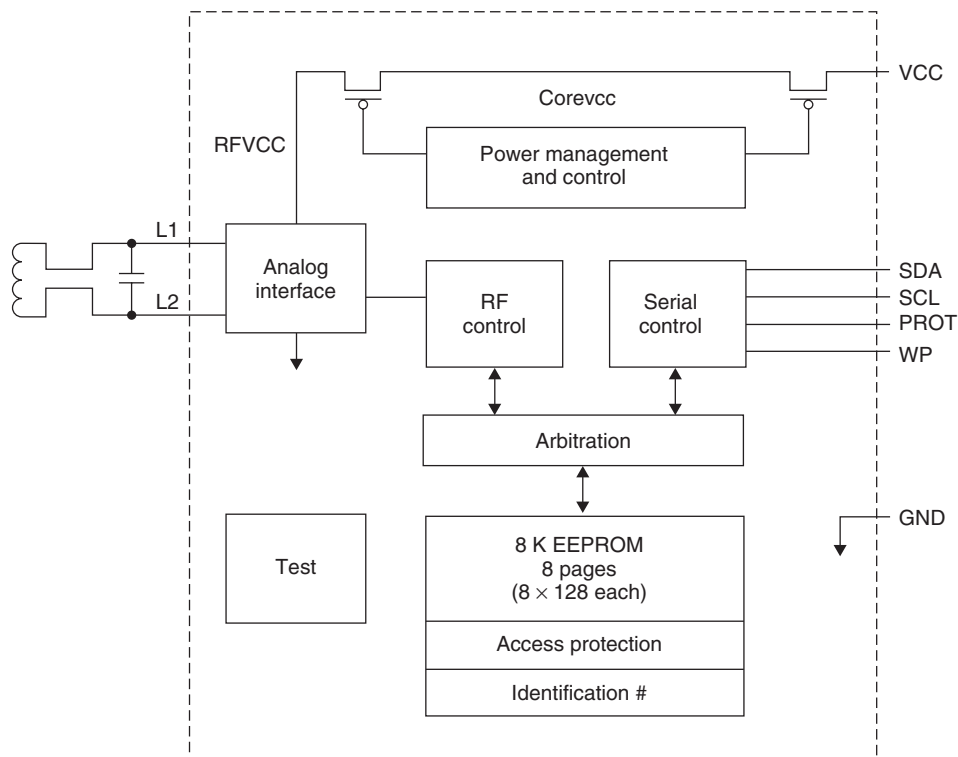 VCC
Corevcc
RFVCC
Power management
and control
L1
Analog
interface
L2
RF
control
Serial
control
SDA
SCL
PROT
WP
Arbitration
GND
Test
8 K EEPROM
8 pages
(8 × 128 each)
Access protection
Identification #